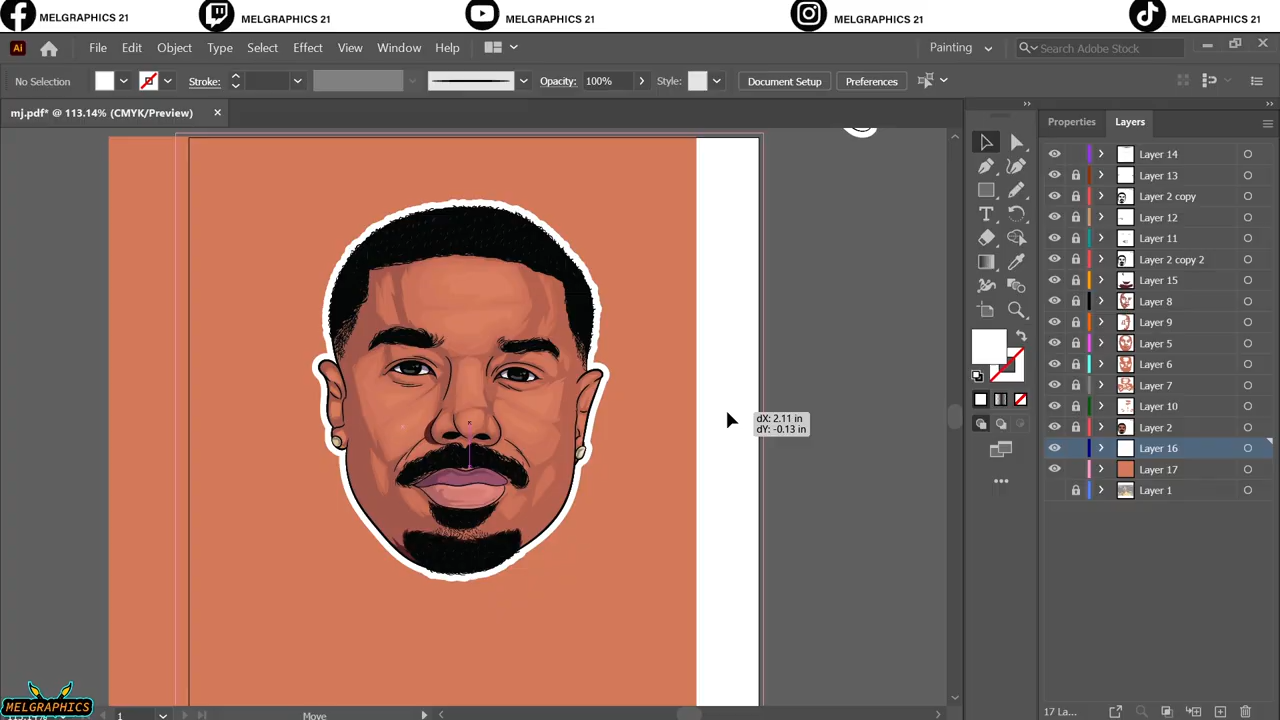 MELGRAPHICS 21 MELGRAPHICS 21 MELGRAPHICS 21 MELGRAPHICS 21 MELGRAPHICS 21
Ai File Edit Object Type Select Effect View Window Help Painting Search Adobe Stock
No Selection Stroke: Opacity: 100% Style: Document Setup Preferences
mj.pdf* @ 113.14% (CMYK/Preview)
Properties Layers
Layer 14
Layer 13
Layer 2 copy
Layer 12
Layer 11
Layer 2 copy 2
Layer 15
Layer 8
Layer 9
Layer 5
Layer 6
Layer 7
Layer 10
Layer 2
Layer 16
Layer 17
Layer 1
dX: 2.11 in
dY: -0.13 in
MELGRAPHICS
1 Move 17 La...